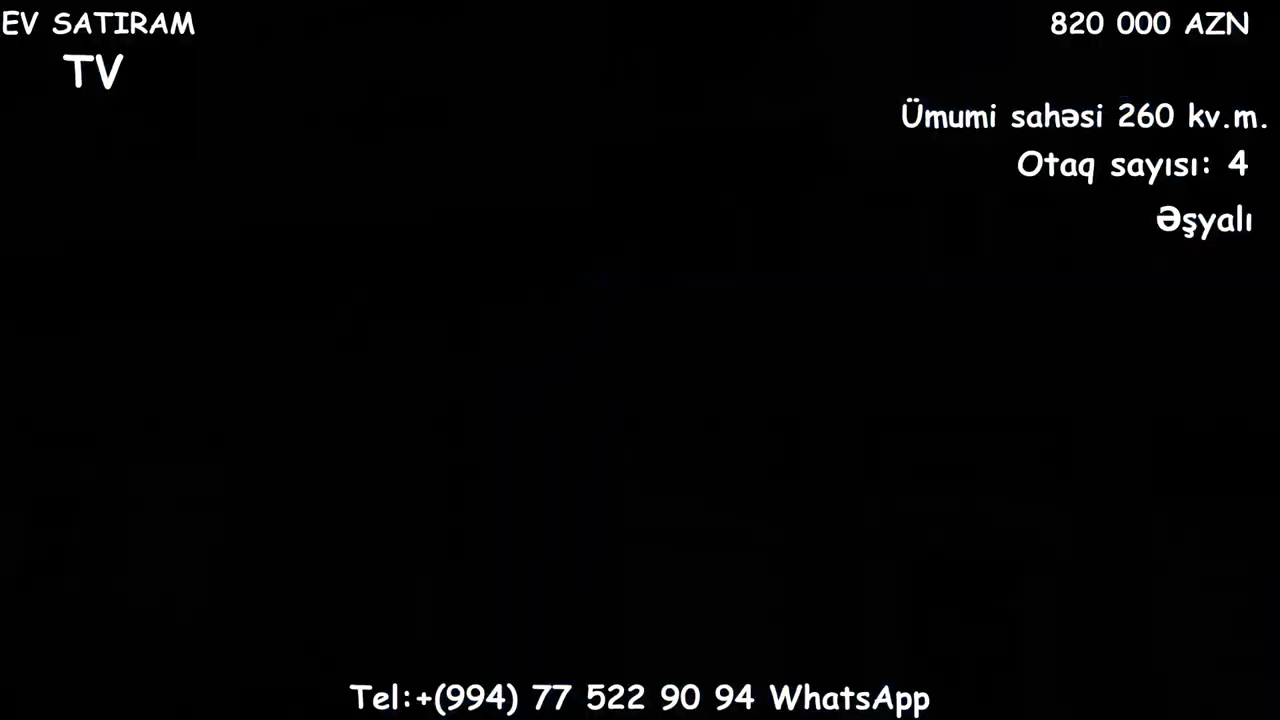 EV SATIRAM
TV
820 000 AZN
Ümumi sahəsi 260 kv.m.
Otaq sayısı: 4
Əşyalı
Tel:+(994) 77 522 90 94 WhatsApp